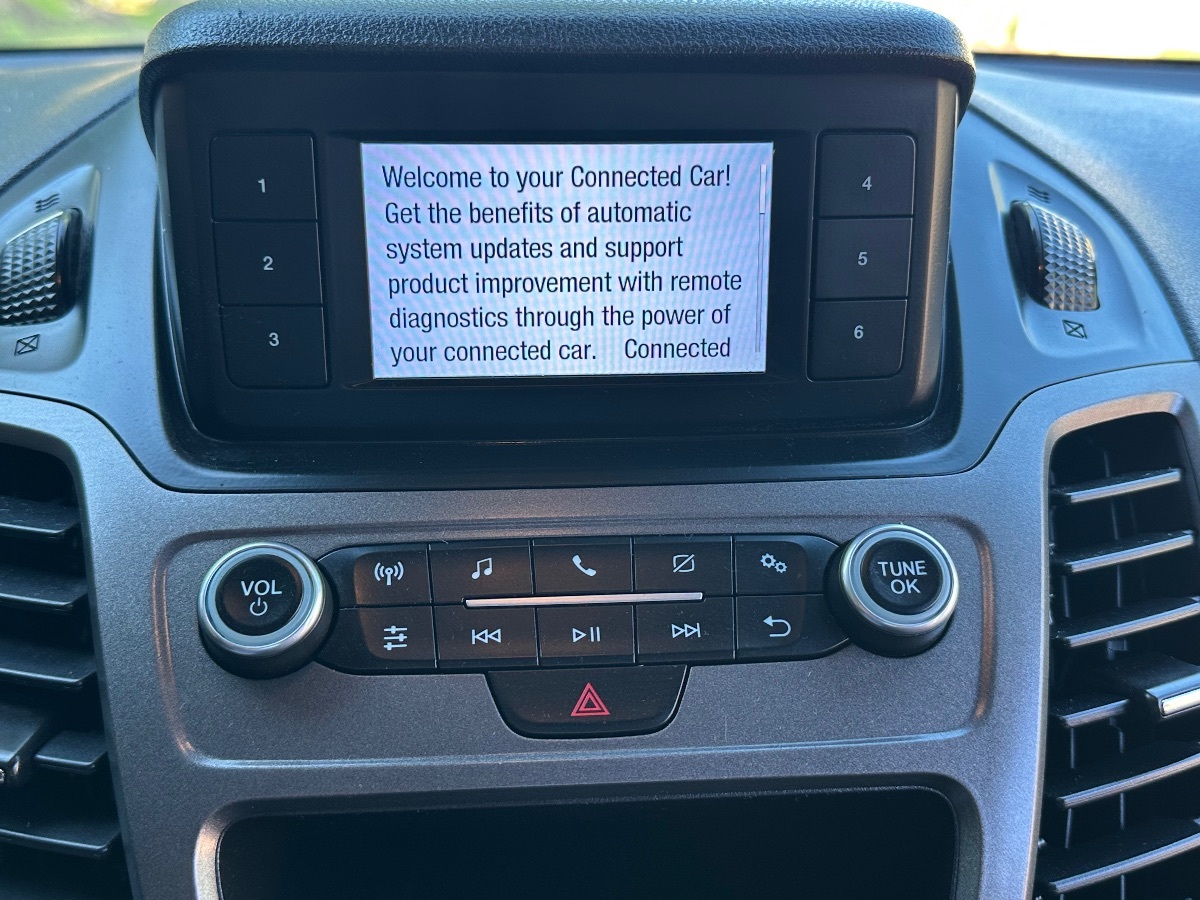 Welcome to your Connected Car!
Get the benefits of automatic
system updates and support
product improvement with remote
diagnostics through the power of
your connected car. Connected
1
2
3
4
5
6
VOL
TUNE
OK